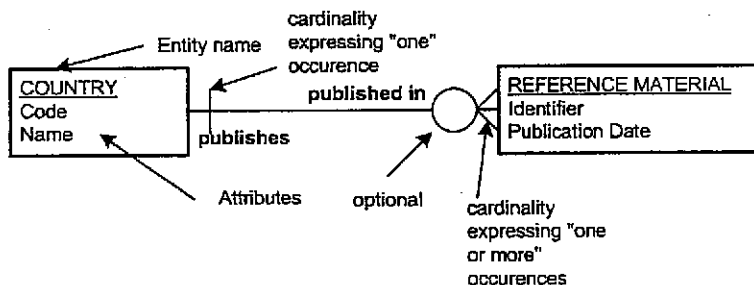 cardinality
expressing "one"
occurence
Entity name
COUNTRY
Code
Name
publishes
published in
REFERENCE MATERIAL
Identifier
Publication Date
Attributes
optional
cardinality
expressing "one
or more"
occurences